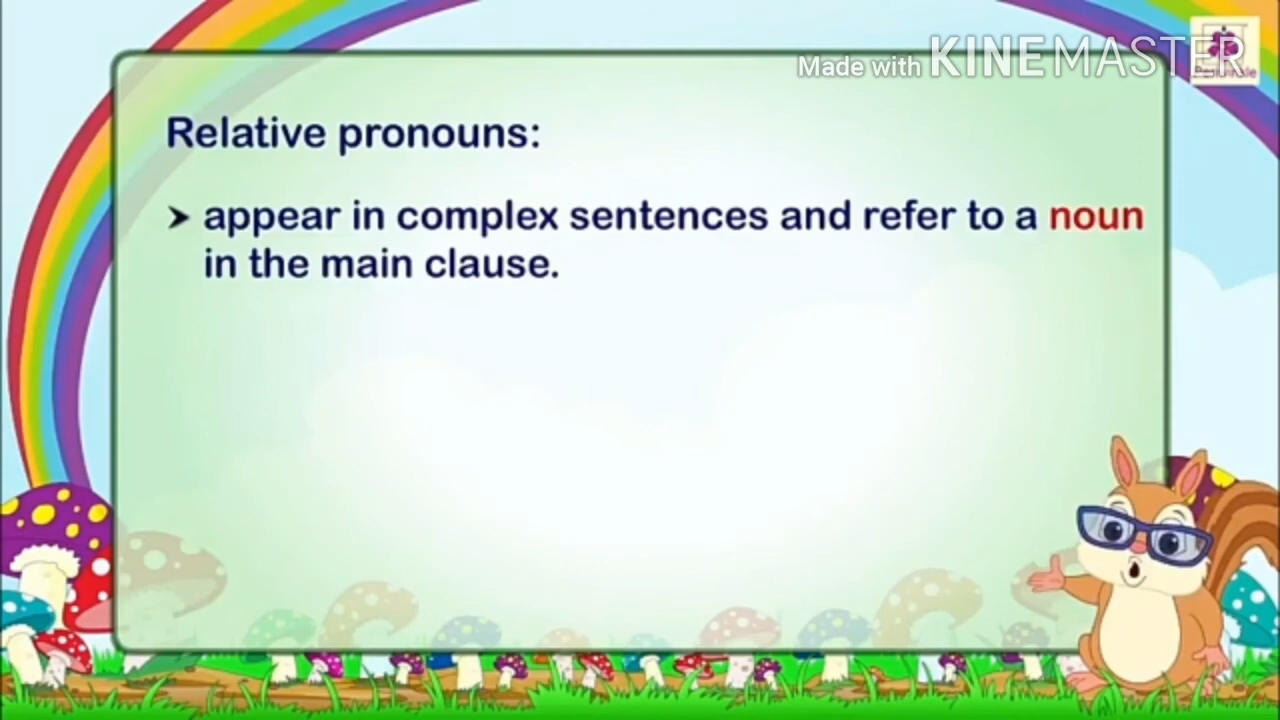 Made with KINEMASTER
Relative pronouns:
➤ appear in complex sentences and refer to a noun
in the main clause.